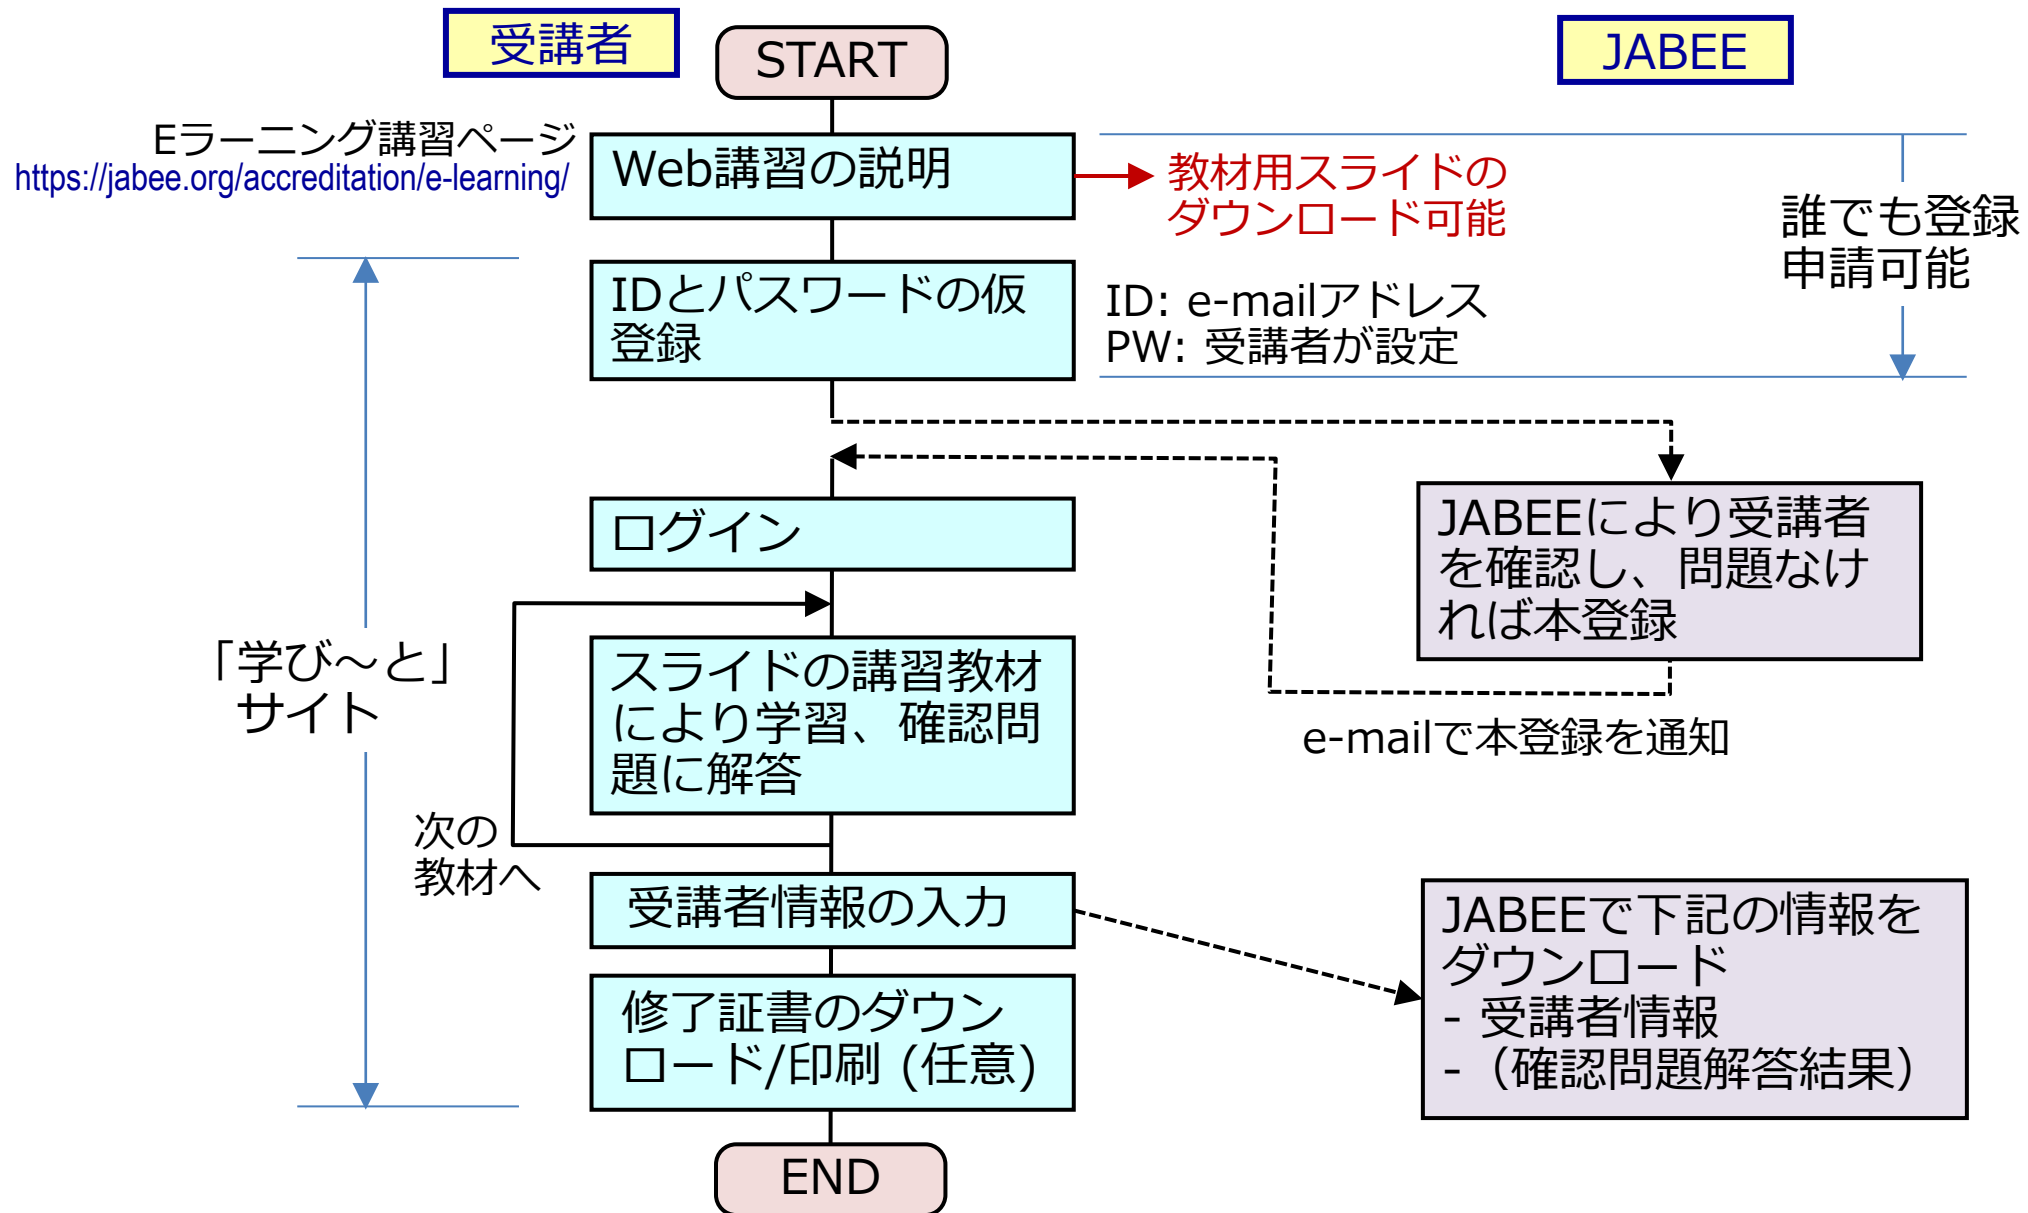 受講者
START
JABEE
Eラーニング講習ページ
https://jabee.org/accreditation/e-learning/
Web講習の説明
教材用スライドの
ダウンロード可能
誰でも登録
申請可能
IDとパスワードの仮
登録
ID: e-mailアドレス
PW: 受講者が設定
ログイン
JABEEにより受講者
を確認し、問題なけ
れば本登録
「学び～と」
サイト
スライドの講習教材
により学習、確認問
題に解答
e-mailで本登録を通知
次の
教材へ
受講者情報の入力
JABEEで下記の情報を
ダウンロード
- 受講者情報
-（確認問題解答結果）
修了証書のダウン
ロード/印刷 (任意)
END